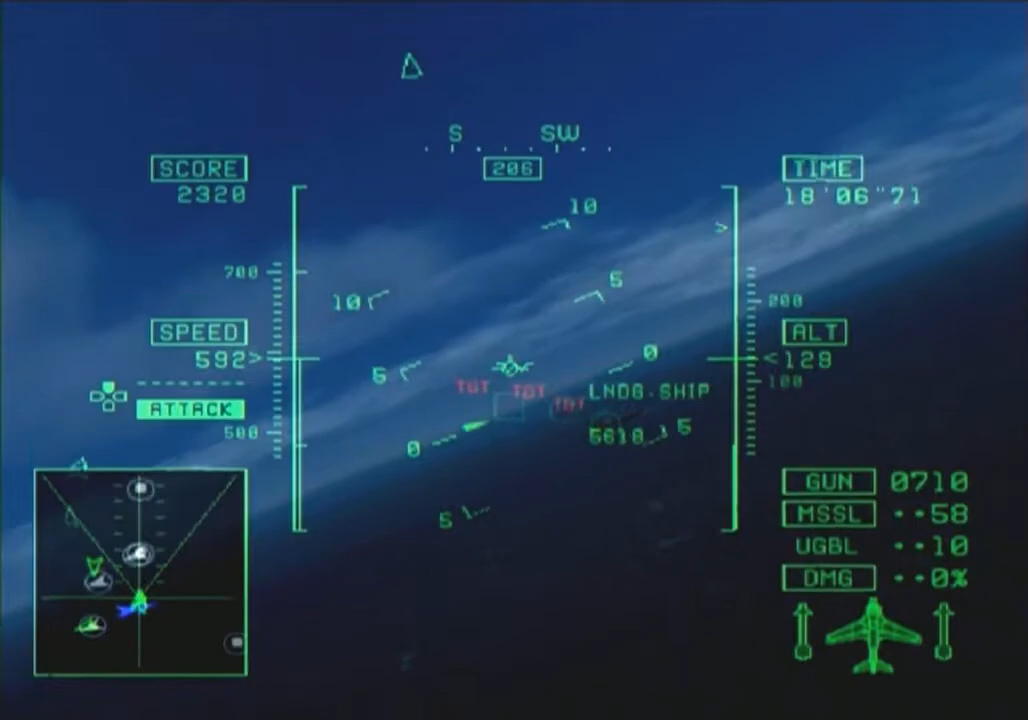 S SW
206
SCORE
2320
TIME
18'06"71
10
10
700
5
200
SPEED
592>
ALT
<128
0
5
100
TGT TGT
TGT
LNDG.SHIP
ATTACK
500
0
5618
5
5
GUN 0710
MSSL 58
UGBL 10
DMG 0%